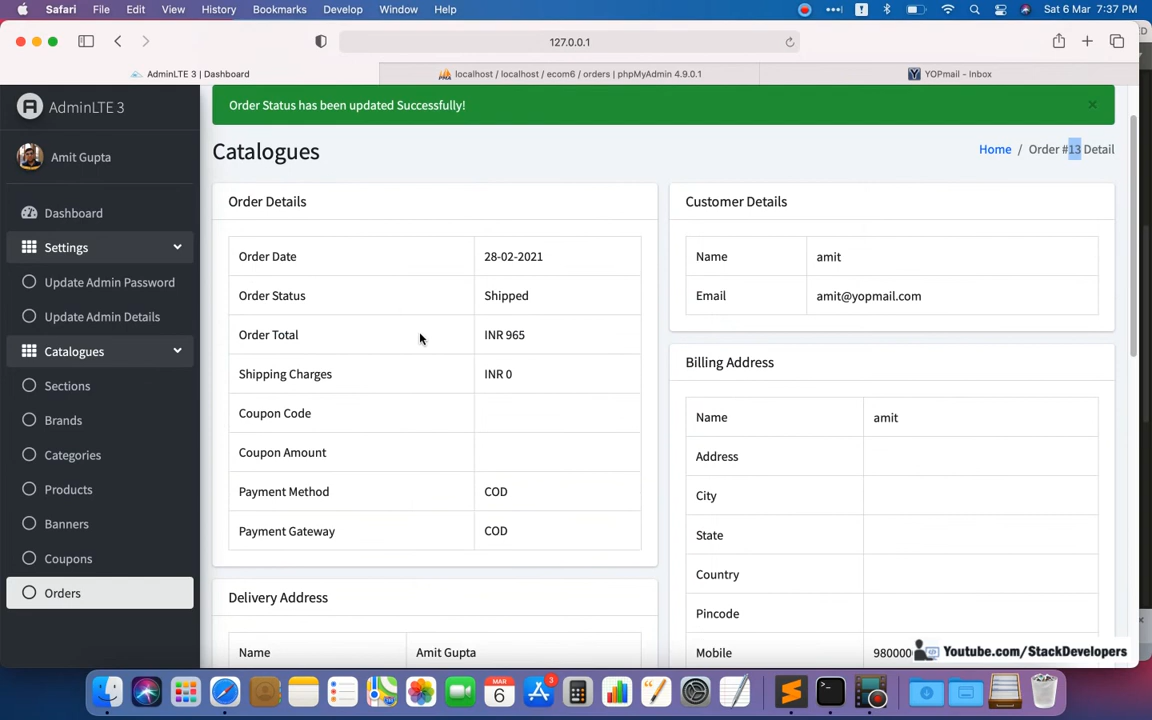 Safari File Edit View History Bookmarks Develop Window Help Sat 6 Mar 7:37 PM
127.0.0.1
AdminLTE 3 | Dashboard
localhost / localhost / ecom6 / orders | phpMyAdmin 4.9.0.1
YOPmail - Inbox
AdminLTE 3
Amit Gupta
Dashboard
Settings
Update Admin Password
Update Admin Details
Catalogues
Sections
Brands
Categories
Products
Banners
Coupons
Orders
Order Status has been updated Successfully! ×
Catalogues
Home / Order #13 Detail
Order Details
Order Date 28-02-2021
Order Status Shipped
Order Total INR 965
Shipping Charges INR 0
Coupon Code
Coupon Amount
Payment Method COD
Payment Gateway COD
Delivery Address
Name Amit Gupta
Customer Details
Name amit
Email amit@yopmail.com
Billing Address
Name amit
Address
City
State
Country
Pincode
Mobile 980000
Youtube.com/StackDevelopers
MAR
6
3